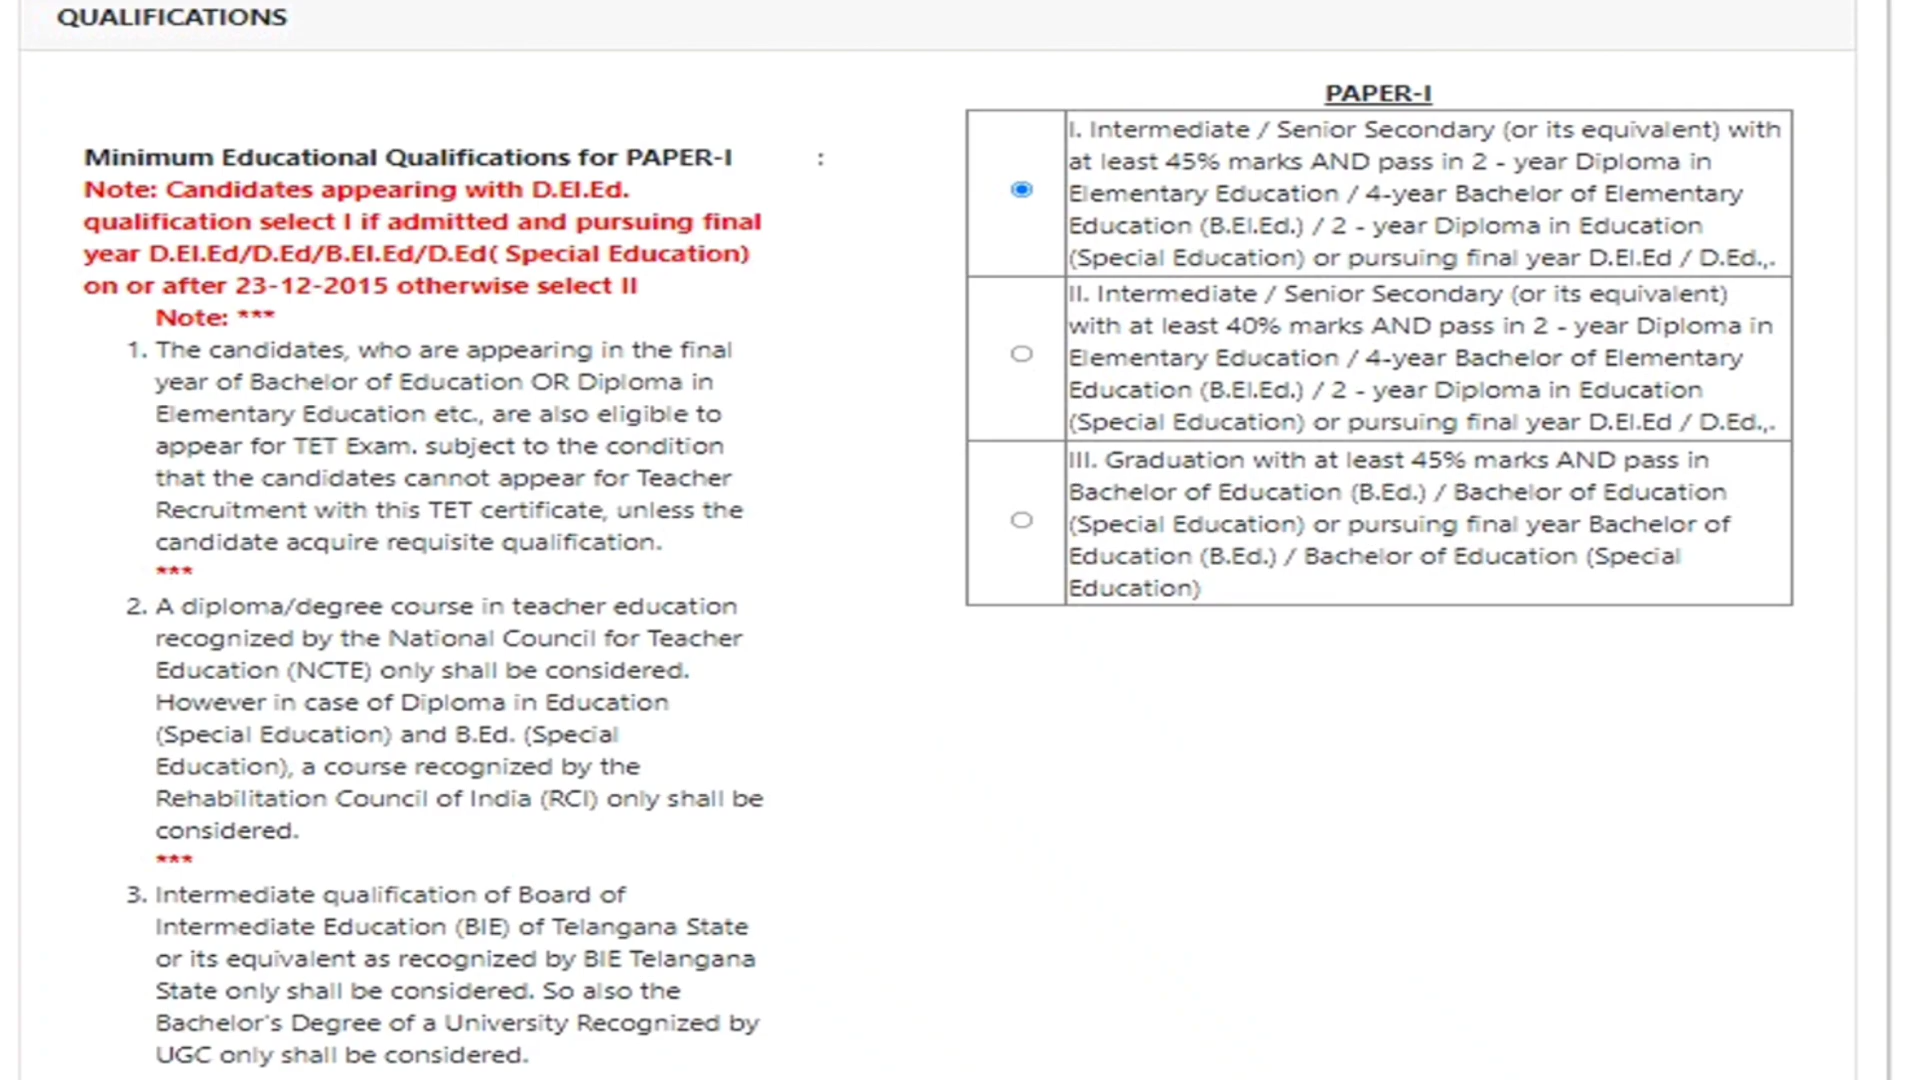 QUALIFICATIONS
Minimum Educational Qualifications for PAPER-I :
Note: Candidates appearing with D.El.Ed.
qualification select I if admitted and pursuing final
year D.El.Ed/D.Ed/B.El.Ed/D.Ed( Special Education)
on or after 23-12-2015 otherwise select II
Note: ***
1. The candidates, who are appearing in the final
year of Bachelor of Education OR Diploma in
Elementary Education etc., are also eligible to
appear for TET Exam. subject to the condition
that the candidates cannot appear for Teacher
Recruitment with this TET certificate, unless the
candidate acquire requisite qualification.
***
2. A diploma/degree course in teacher education
recognized by the National Council for Teacher
Education (NCTE) only shall be considered.
However in case of Diploma in Education
(Special Education) and B.Ed. (Special
Education), a course recognized by the
Rehabilitation Council of India (RCI) only shall be
considered.
***
3. Intermediate qualification of Board of
Intermediate Education (BIE) of Telangana State
or its equivalent as recognized by BIE Telangana
State only shall be considered. So also the
Bachelor's Degree of a University Recognized by
UGC only shall be considered.
PAPER-I
I. Intermediate / Senior Secondary (or its equivalent) with
at least 45% marks AND pass in 2 - year Diploma in
Elementary Education / 4-year Bachelor of Elementary
Education (B.El.Ed.) / 2 - year Diploma in Education
(Special Education) or pursuing final year D.El.Ed / D.Ed.,.
II. Intermediate / Senior Secondary (or its equivalent)
with at least 40% marks AND pass in 2 - year Diploma in
Elementary Education / 4-year Bachelor of Elementary
Education (B.El.Ed.) / 2 - year Diploma in Education
(Special Education) or pursuing final year D.El.Ed / D.Ed.,.
III. Graduation with at least 45% marks AND pass in
Bachelor of Education (B.Ed.) / Bachelor of Education
(Special Education) or pursuing final year Bachelor of
Education (B.Ed.) / Bachelor of Education (Special
Education)